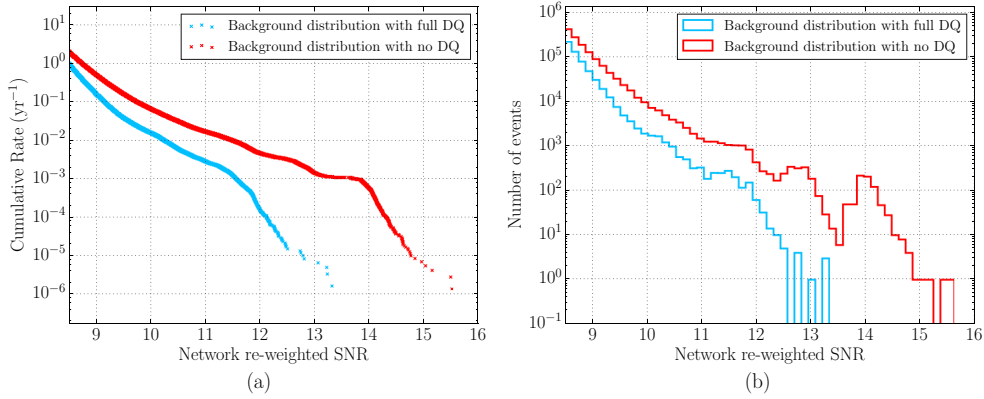 Background distribution with full DQ
Background distribution with no DQ
Cumulative Rate (yr⁻¹)
10¹
10⁰
10⁻¹
10⁻²
10⁻³
10⁻⁴
10⁻⁵
10⁻⁶
9 10 11 12 13 14 15 16
Network re-weighted SNR
(a)
Background distribution with full DQ
Background distribution with no DQ
Number of events
10⁶
10⁵
10⁴
10³
10²
10¹
10⁰
10⁻¹
9 10 11 12 13 14 15 16
Network re-weighted SNR
(b)